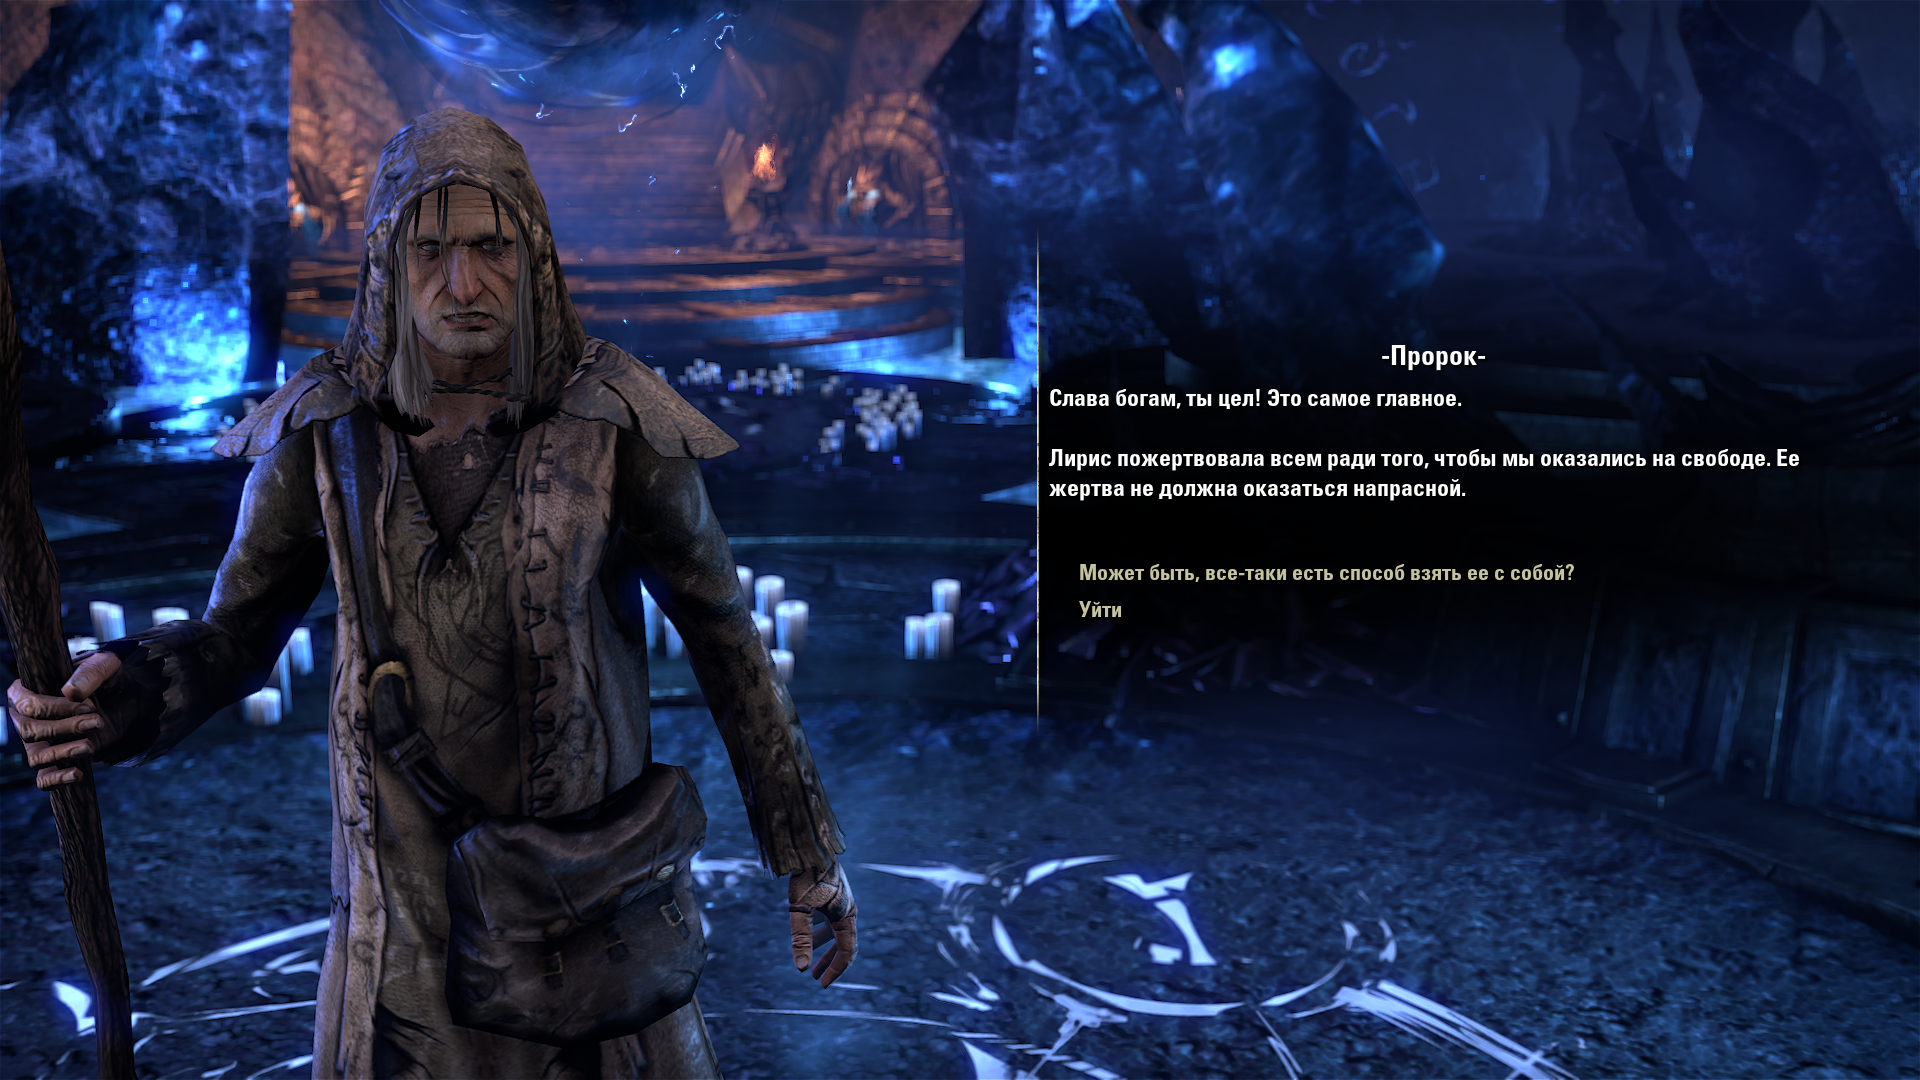 -Пророк-
Слава богам, ты цел! Это самое главное.
Лирис пожертвовала всем ради того, чтобы мы оказались на свободе. Ее
жертва не должна оказаться напрасной.
Может быть, все-таки есть способ взять ее с собой?
Уйти